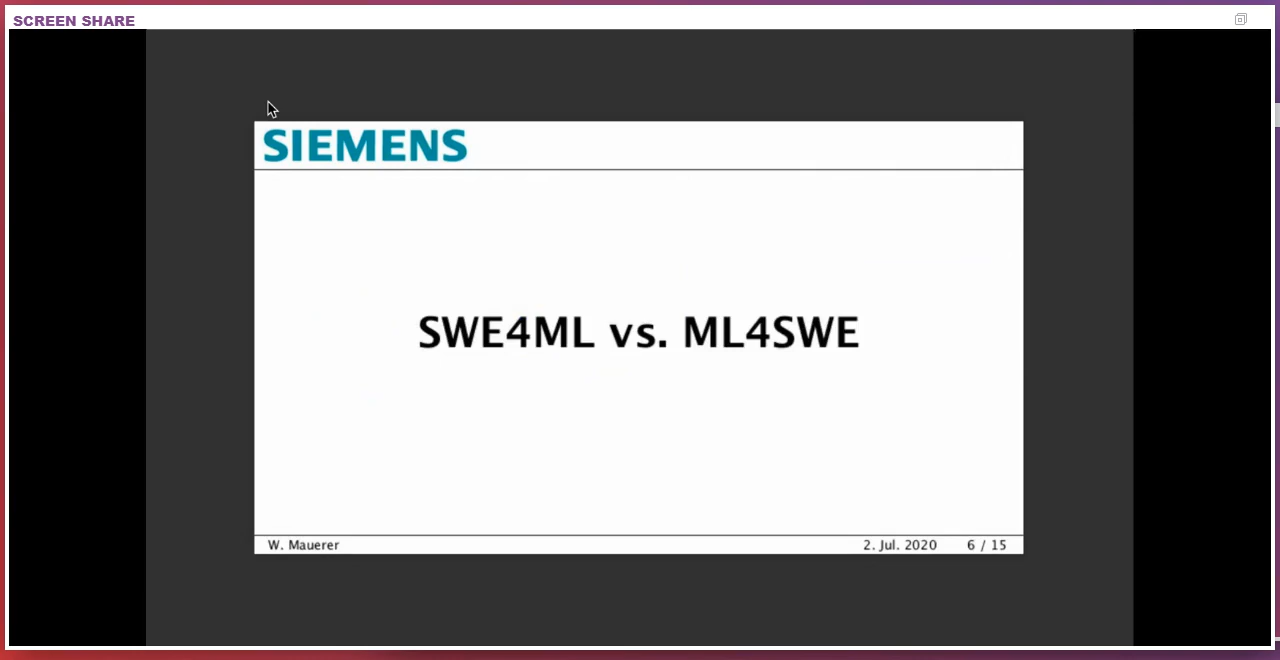 SCREEN SHARE
SIEMENS
SWE4ML vs. ML4SWE
W. Mauerer 2. Jul. 2020 6 / 15